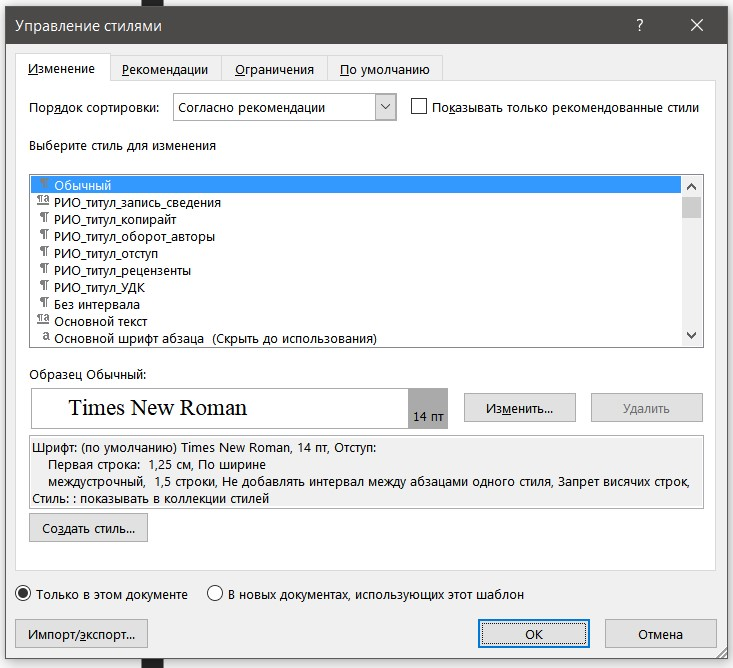 Управление стилями
?
Изменение Рекомендации Ограничения По умолчанию
Порядок сортировки: Согласно рекомендации Показывать только рекомендованные стили
Выберите стиль для изменения
¶ Обычный
¶a РИО_титул_запись_сведения
¶ РИО_титул_копирайт
¶ РИО_титул_оборот_авторы
¶ РИО_титул_отступ
¶ РИО_титул_рецензенты
¶ РИО_титул_УДК
¶ Без интервала
¶a Основной текст
a Основной шрифт абзаца (Скрыть до использования)
Образец Обычный:
Times New Roman 14 пт Изменить... Удалить
Шрифт: (по умолчанию) Times New Roman, 14 пт, Отступ:
Первая строка: 1,25 см, По ширине
междустрочный, 1,5 строки, Не добавлять интервал между абзацами одного стиля, Запрет висячих строк,
Стиль: : показывать в коллекции стилей
Создать стиль...
Только в этом документе В новых документах, использующих этот шаблон
Импорт/экспорт... ОК Отмена